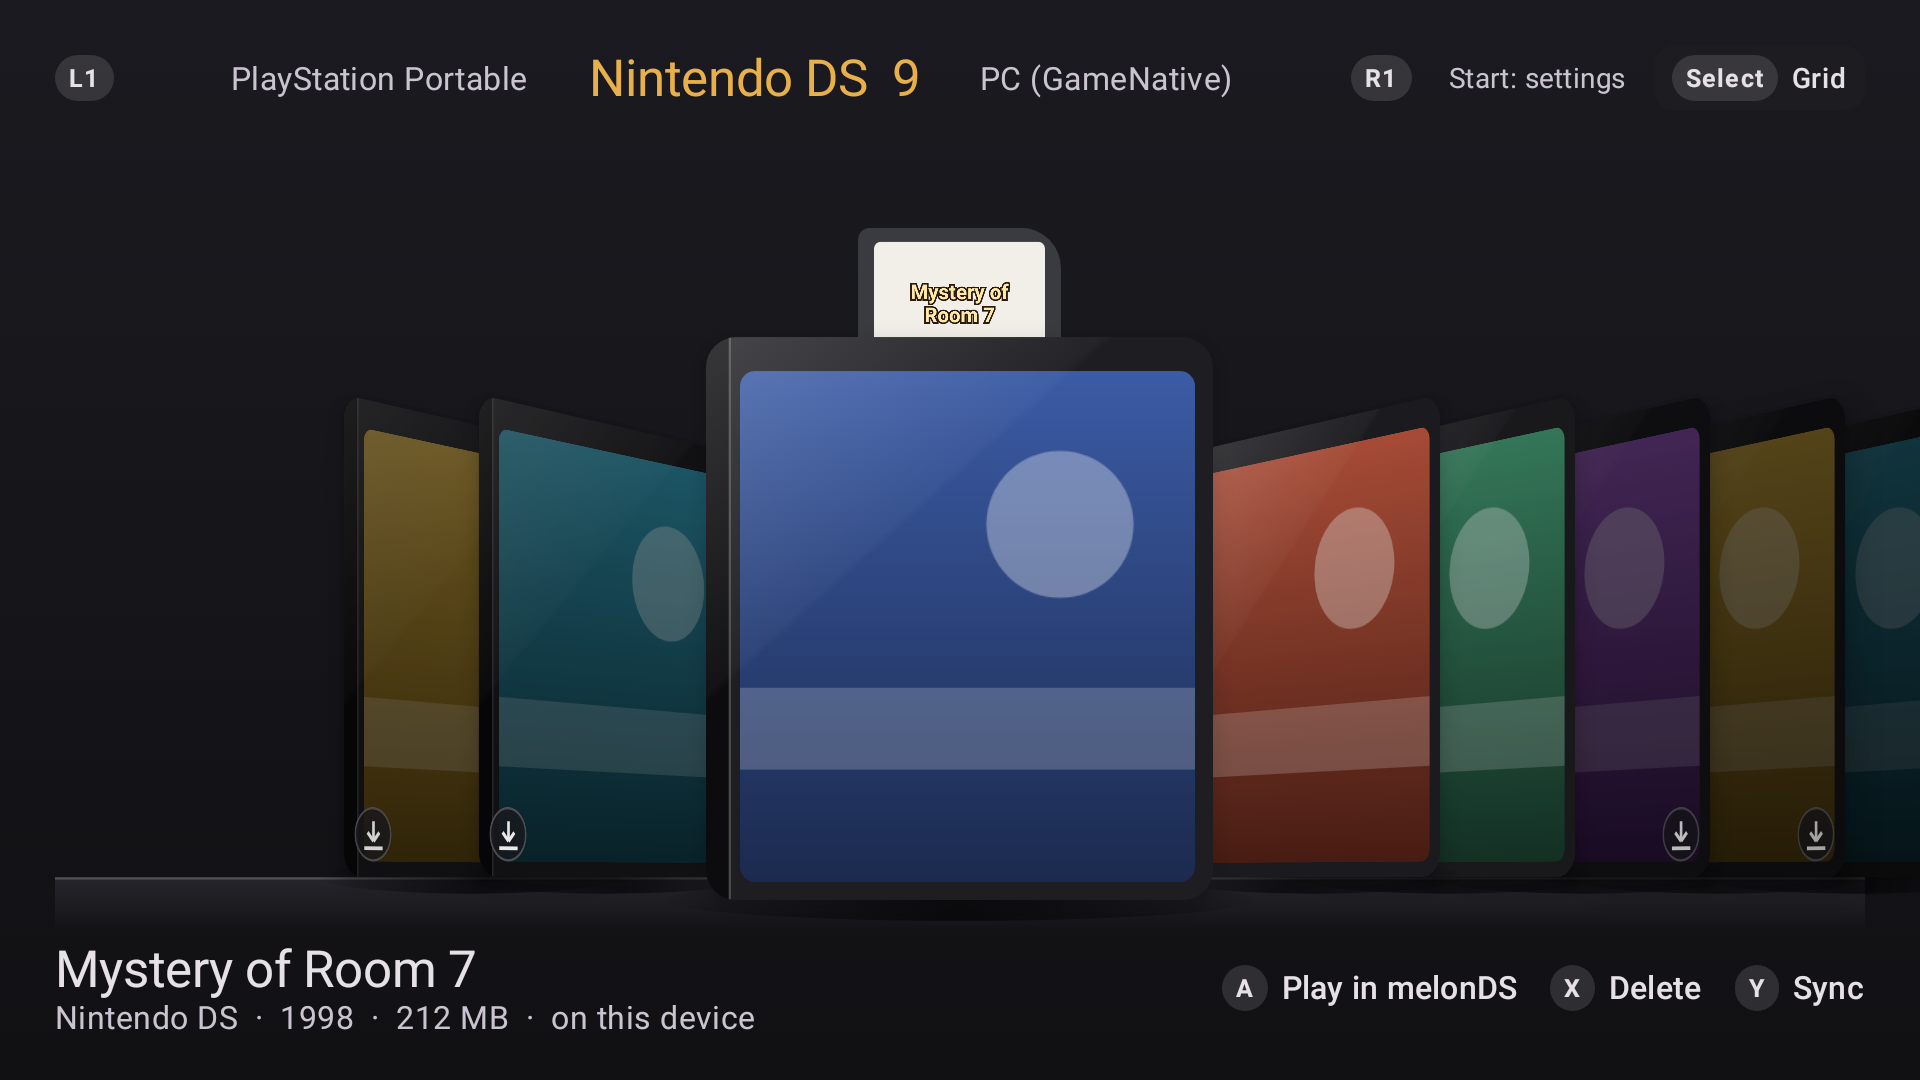 L1
PlayStation Portable
Nintendo DS 9
PC (GameNative)
R1
Start: settings
Select Grid
Mystery of
Room 7
Mystery of Room 7
Nintendo DS · 1998 · 212 MB · on this device
A Play in melonDS
X Delete
Y Sync